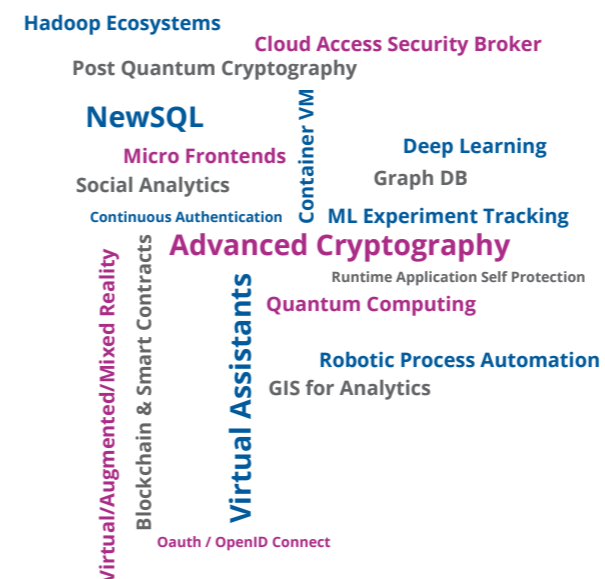 Hadoop Ecosystems
Cloud Access Security Broker
Post Quantum Cryptography
NewSQL
Container VM
Micro Frontends
Deep Learning
Social Analytics
Graph DB
Continuous Authentication
ML Experiment Tracking
Advanced Cryptography
Virtual/Augmented/Mixed Reality
Blockchain & Smart Contracts
Virtual Assistants
Runtime Application Self Protection
Quantum Computing
Robotic Process Automation
GIS for Analytics
Oauth / OpenID Connect